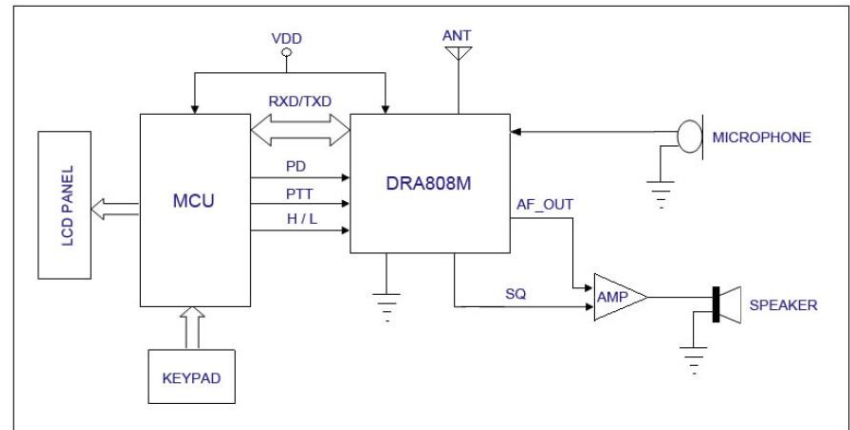 VDD
ANT
RXD/TXD
MICROPHONE
LCD PANEL
MCU
PD
PTT
H / L
DRA808M
AF_OUT
SQ
AMP
SPEAKER
KEYPAD